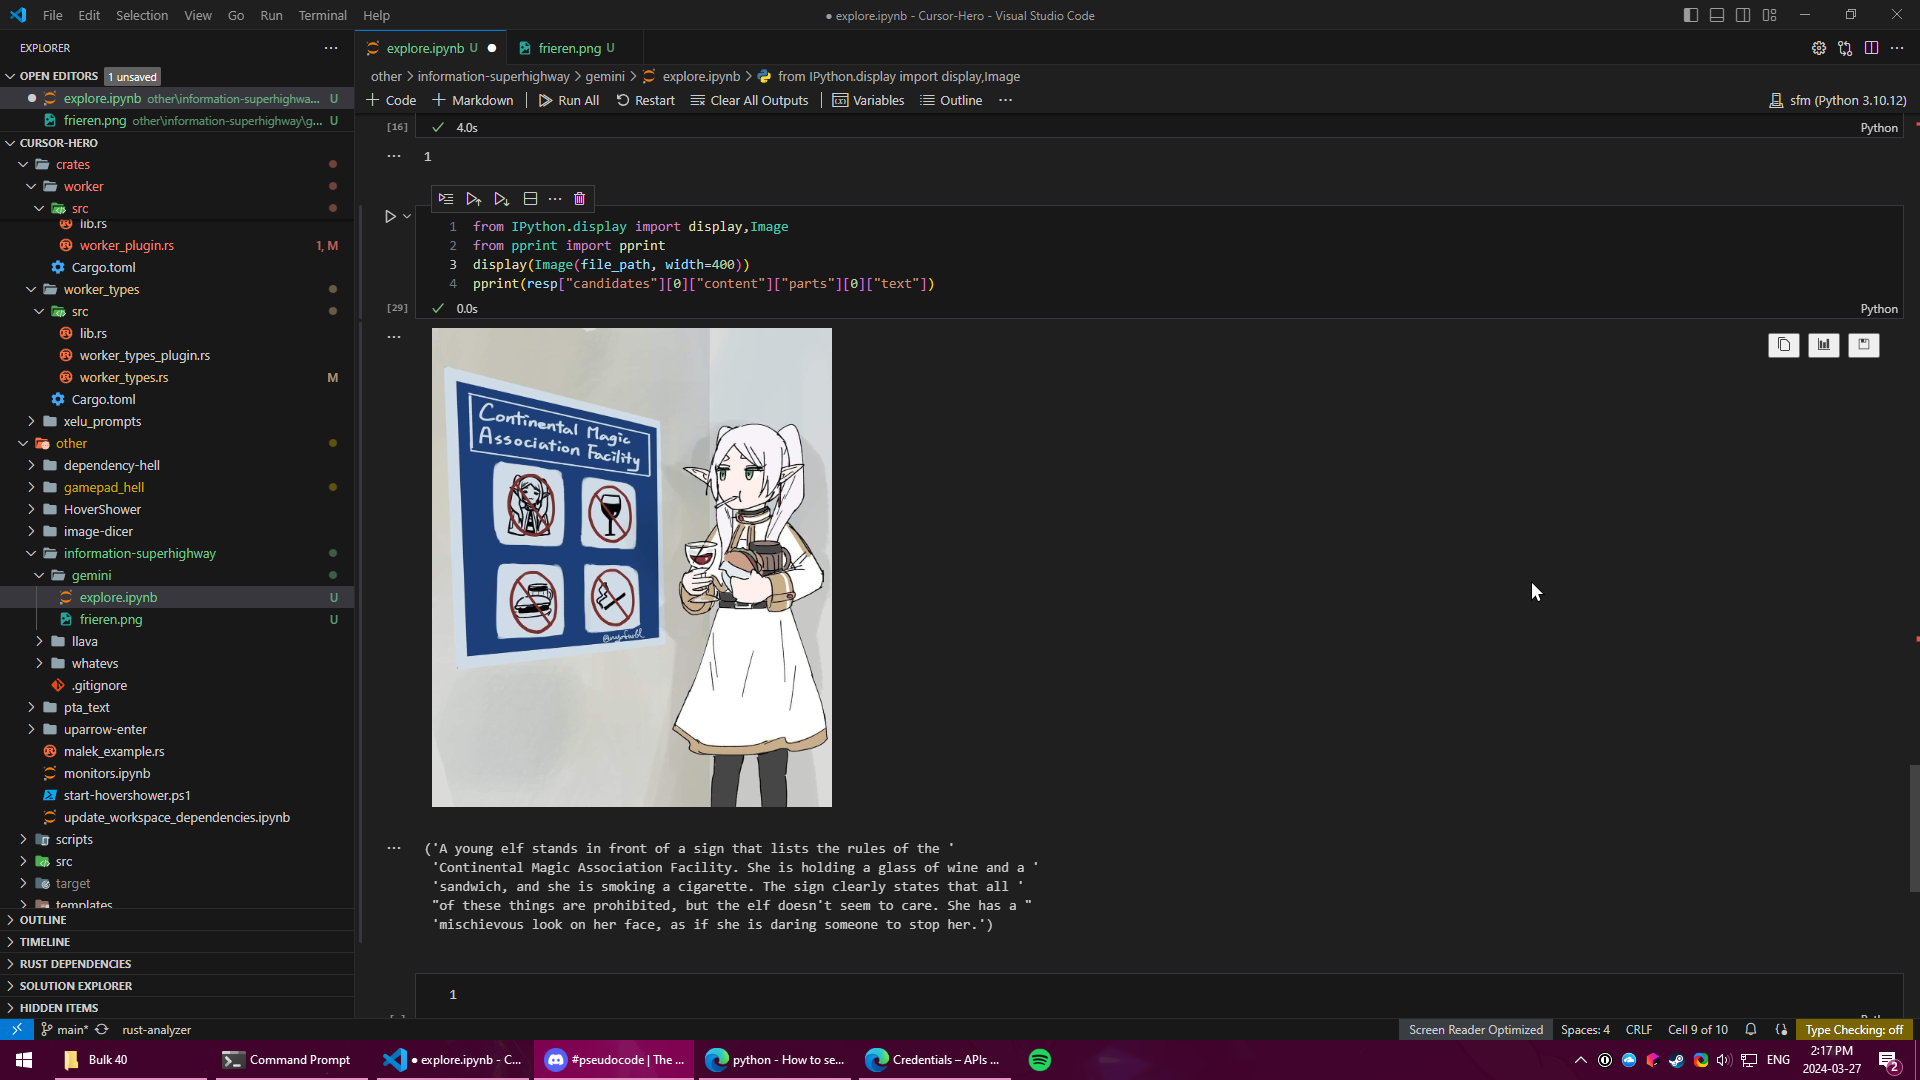 File Edit Selection View Go Run Terminal Help
● explore.ipynb - Cursor-Hero - Visual Studio Code
EXPLORER
OPEN EDITORS 1 unsaved
explore.ipynb other\information-superhighwa... U
frieren.png other\information-superhighway\g... U
CURSOR-HERO
crates
worker
src
lib.rs
worker_plugin.rs 1, M
Cargo.toml
worker_types
src
lib.rs
worker_types_plugin.rs
worker_types.rs M
Cargo.toml
xelu_prompts
other
dependency-hell
gamepad_hell
HoverShower
image-dicer
information-superhighway
gemini
explore.ipynb U
frieren.png U
llava
whatevs
.gitignore
pta_text
uparrow-enter
malek_example.rs
monitors.ipynb
start-hovershower.ps1
update_workspace_dependencies.ipynb
scripts
src
target
templates
OUTLINE
TIMELINE
RUST DEPENDENCIES
SOLUTION EXPLORER
HIDDEN ITEMS
explore.ipynb U
frieren.png U
other > information-superhighway > gemini > explore.ipynb > from IPython.display import display,Image
+ Code + Markdown Run All Restart Clear All Outputs Variables Outline ...
sfm (Python 3.10.12)
[16] 4.0s Python
1
1 from IPython.display import display,Image
2 from pprint import pprint
3 display(Image(file_path, width=400))
4 pprint(resp["candidates"][0]["content"]["parts"][0]["text"])
[29] 0.0s Python
Continental Magic
Association Facility
('A young elf stands in front of a sign that lists the rules of the '
'Continental Magic Association Facility. She is holding a glass of wine and a '
'sandwich, and she is smoking a cigarette. The sign clearly states that all '
"of these things are prohibited, but the elf doesn't seem to care. She has a "
'mischievous look on her face, as if she is daring someone to stop her.')
1
main* rust-analyzer
Screen Reader Optimized Spaces: 4 CRLF Cell 9 of 10 Type Checking: off
Bulk 40
Command Prompt
● explore.ipynb - C...
#pseudocode | The ...
python - How to se...
Credentials – APIs ...
ENG
2:17 PM
2024-03-27
2